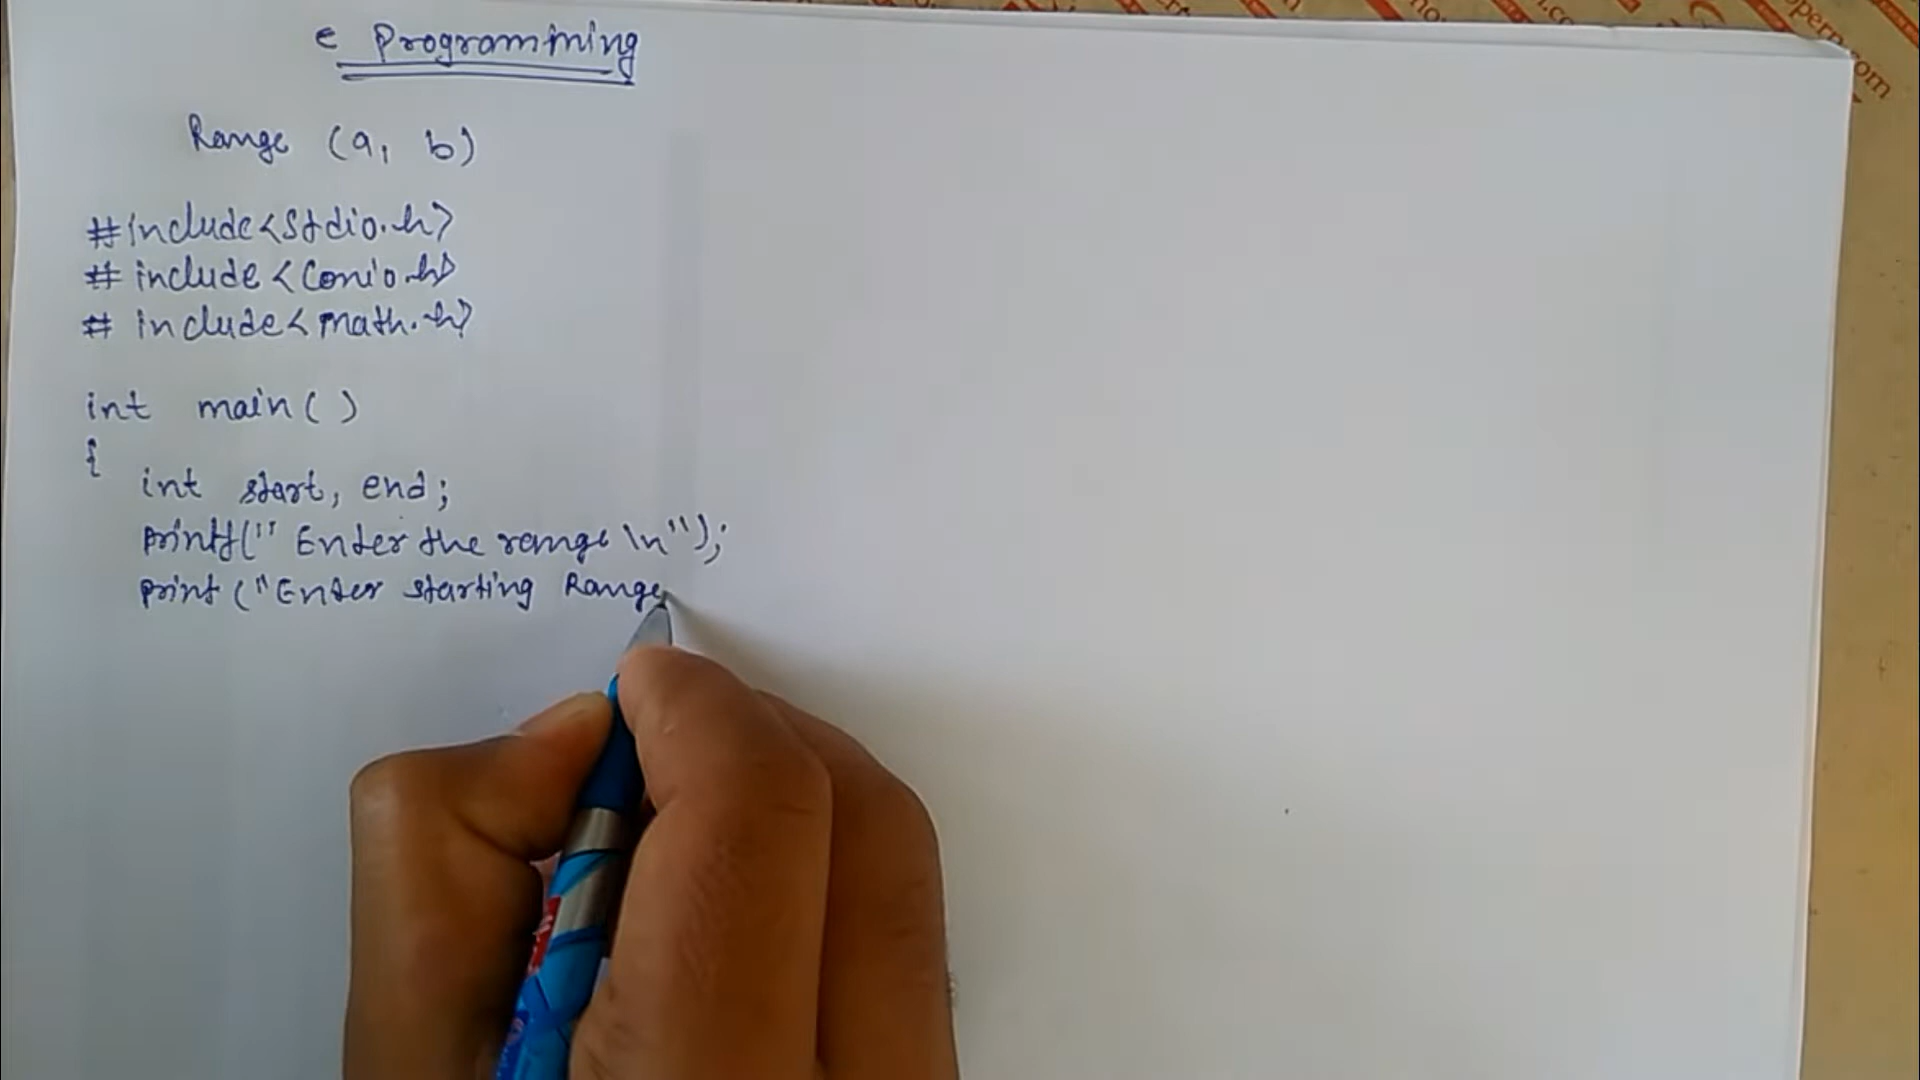 C Programming
Range (a, b)
#include<stdio.h>
# include<conio.h>
# include<math.h>
int main()
{
int start, end;
printf("Enter the range \n");
print ("Enter starting Range